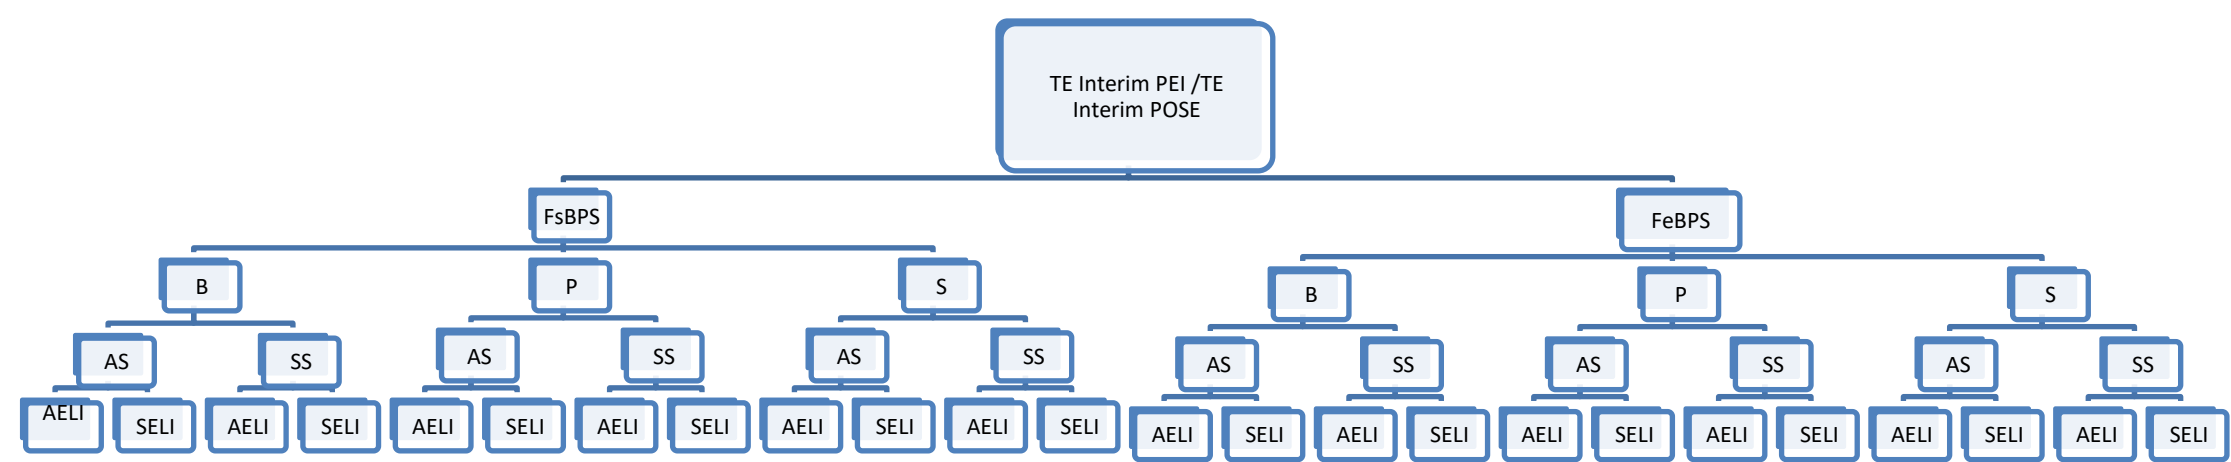 TE Interim PEI /TE
Interim POSE
FsBPS
FeBPS
B
P
S
B
P
S
AS
SS
AS
SS
AS
SS
AS
SS
AS
SS
AS
SS
AELI
SELI
AELI
SELI
AELI
SELI
AELI
SELI
AELI
SELI
AELI
SELI
AELI
SELI
AELI
SELI
AELI
SELI
AELI
SELI
AELI
SELI
AELI
SELI